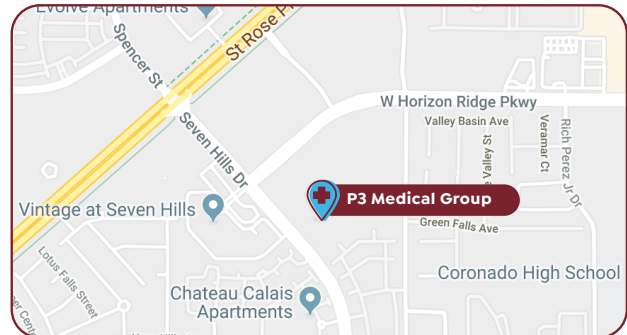 Evolve Apartments
St Rose P
Spencer St
W Horizon Ridge Pkwy
Valley Basin Ave
Seven Hills Dr
Valley St
Veramar Ct
Rich Perez Jr Dr
P3 Medical Group
Vintage at Seven Hills
Green Falls Ave
Lotus Falls Street
Coronado High School
Chateau Calais
Apartments